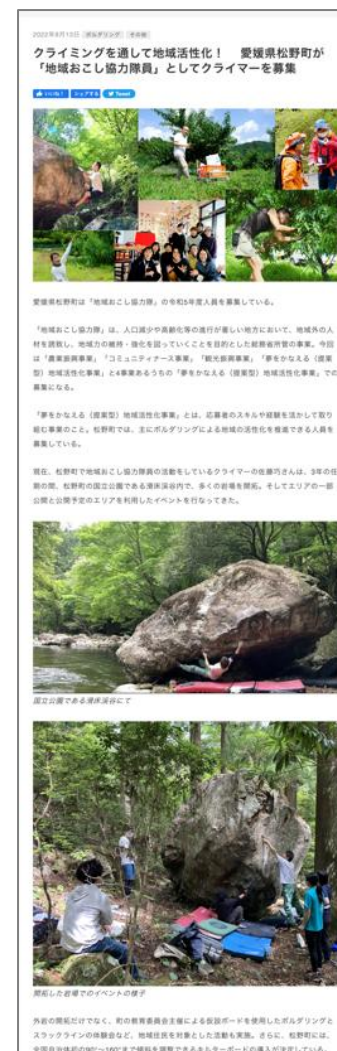 2022年8月10日 ボルダリング その他
クライミングを通して地域活性化！ 愛媛県松野町が
「地域おこし協力隊員」としてクライマーを募集
いいね！ シェアする Tweet
愛媛県松野町は「地域おこし協力隊」の令和5年度人員を募集している。
「地域おこし協力隊」は、人口減少や高齢化等の進行が著しい地方において、地域外の人
材を誘致し、地域力の維持・強化を図っていくことを目的とした総務省所管の事業。今回
は「農業振興事業」「コミュニティナース事業」「観光振興事業」「夢をかなえる（提案
型）地域活性化事業」と4事業あるうちの「夢をかなえる（提案型）地域活性化事業」での
募集になる。
「夢をかなえる（提案型）地域活性化事業」とは、応募者のスキルや経験を活かして取り
組む事業のこと。松野町では、主にボルダリングによる地域の活性化を推進できる人員を
募集している。
現在、松野町で地域おこし協力隊員の活動をしているクライマーの佐藤巧さんは、3年の任
期の間、松野町の国立公園である滑床渓谷内で、多くの岩場を開拓。そしてエリアの一部
公開と公開予定のエリアを利用したイベントを行なってきた。
国立公園である滑床渓谷にて
開拓した岩場でのイベントの様子
外岩の開拓だけでなく、町の教育委員会主催による仮設ボードを使用したボルダリングと
スラックラインの体験会など、地域住民を対象とした活動も実施。さらに、松野町には、